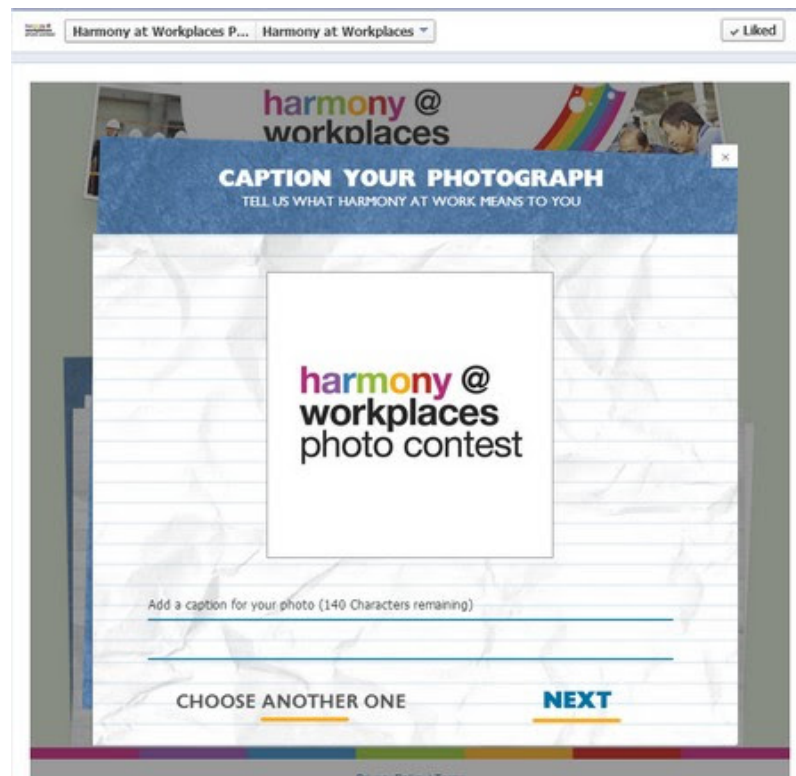 Harmony at Workplaces P... Harmony at Workplaces
Liked
harmony @
workplaces
CAPTION YOUR PHOTOGRAPH
TELL US WHAT HARMONY AT WORK MEANS TO YOU
harmony @
workplaces
photo contest
Add a caption for your photo (140 Characters remaining)
CHOOSE ANOTHER ONE NEXT